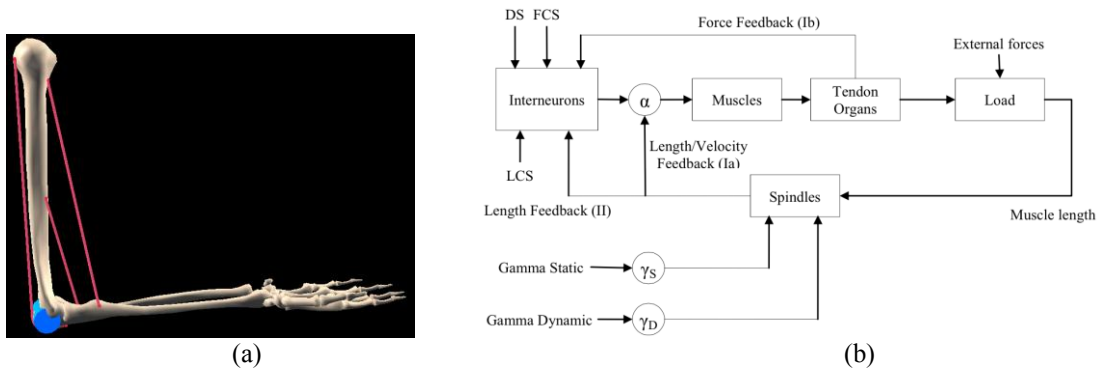 DS FCS
Force Feedback (Ib)
External forces
Interneurons
α
Muscles
Tendon
Organs
Load
Length/Velocity
Feedback (Ia)
LCS
Spindles
Length Feedback (II)
Muscle length
Gamma Static
γS
Gamma Dynamic
γD
(a)
(b)